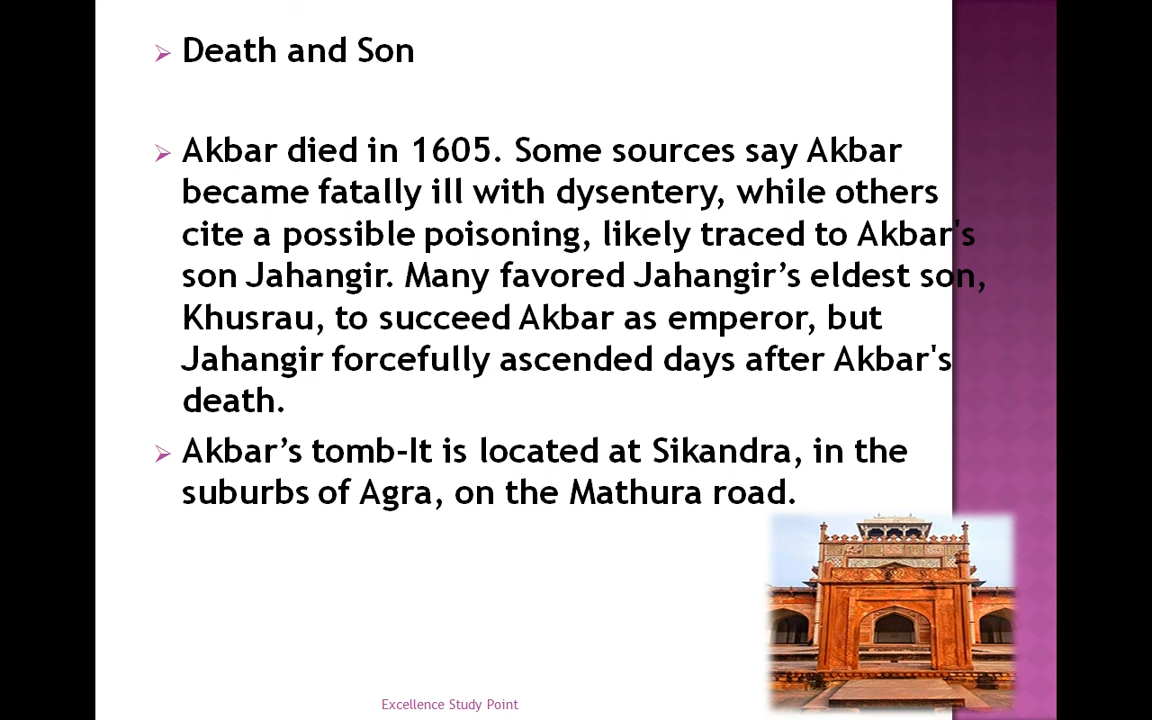 Death and Son
Akbar died in 1605. Some sources say Akbar
became fatally ill with dysentery, while others
cite a possible poisoning, likely traced to Akbar's
son Jahangir. Many favored Jahangir’s eldest son,
Khusrau, to succeed Akbar as emperor, but
Jahangir forcefully ascended days after Akbar's
death.
Akbar’s tomb-It is located at Sikandra, in the
suburbs of Agra, on the Mathura road.
Excellence Study Point